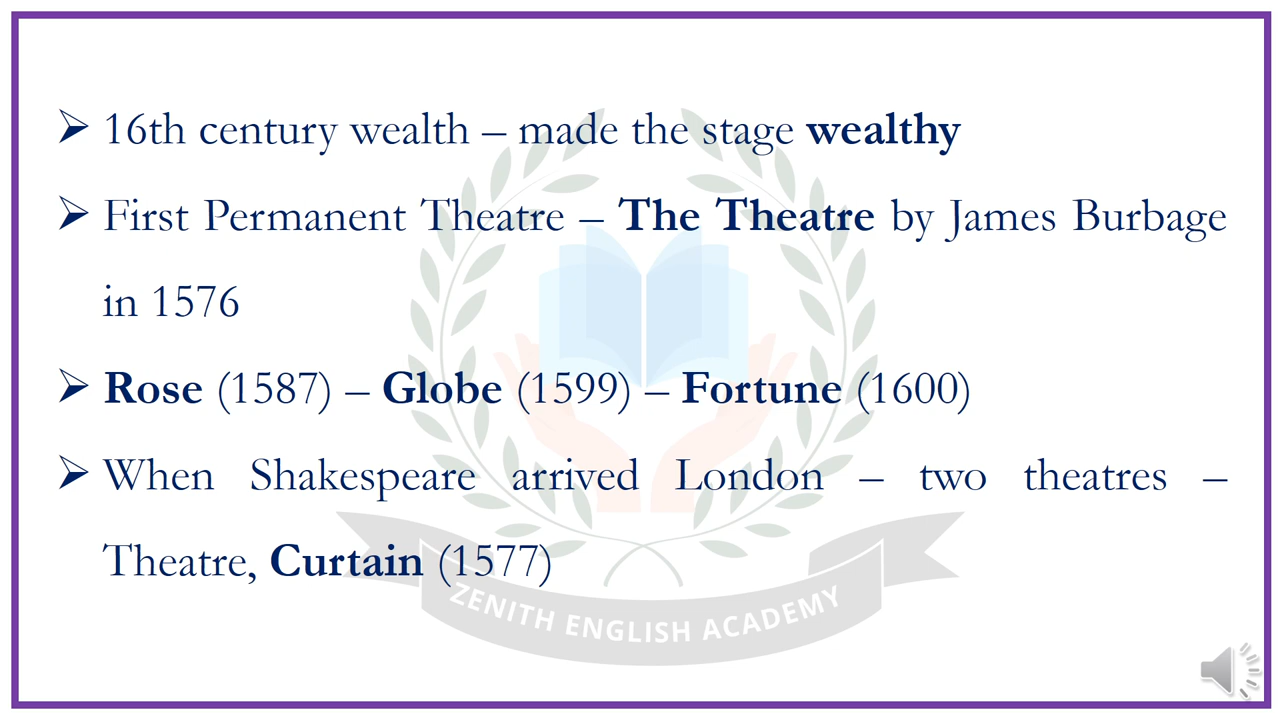 ➢ 16th century wealth – made the stage wealthy
➢ First Permanent Theatre – The Theatre by James Burbage
in 1576
➢ Rose (1587) – Globe (1599) – Fortune (1600)
➢ When Shakespeare arrived London – two theatres –
Theatre, Curtain (1577)
ZENITH ENGLISH ACADEMY